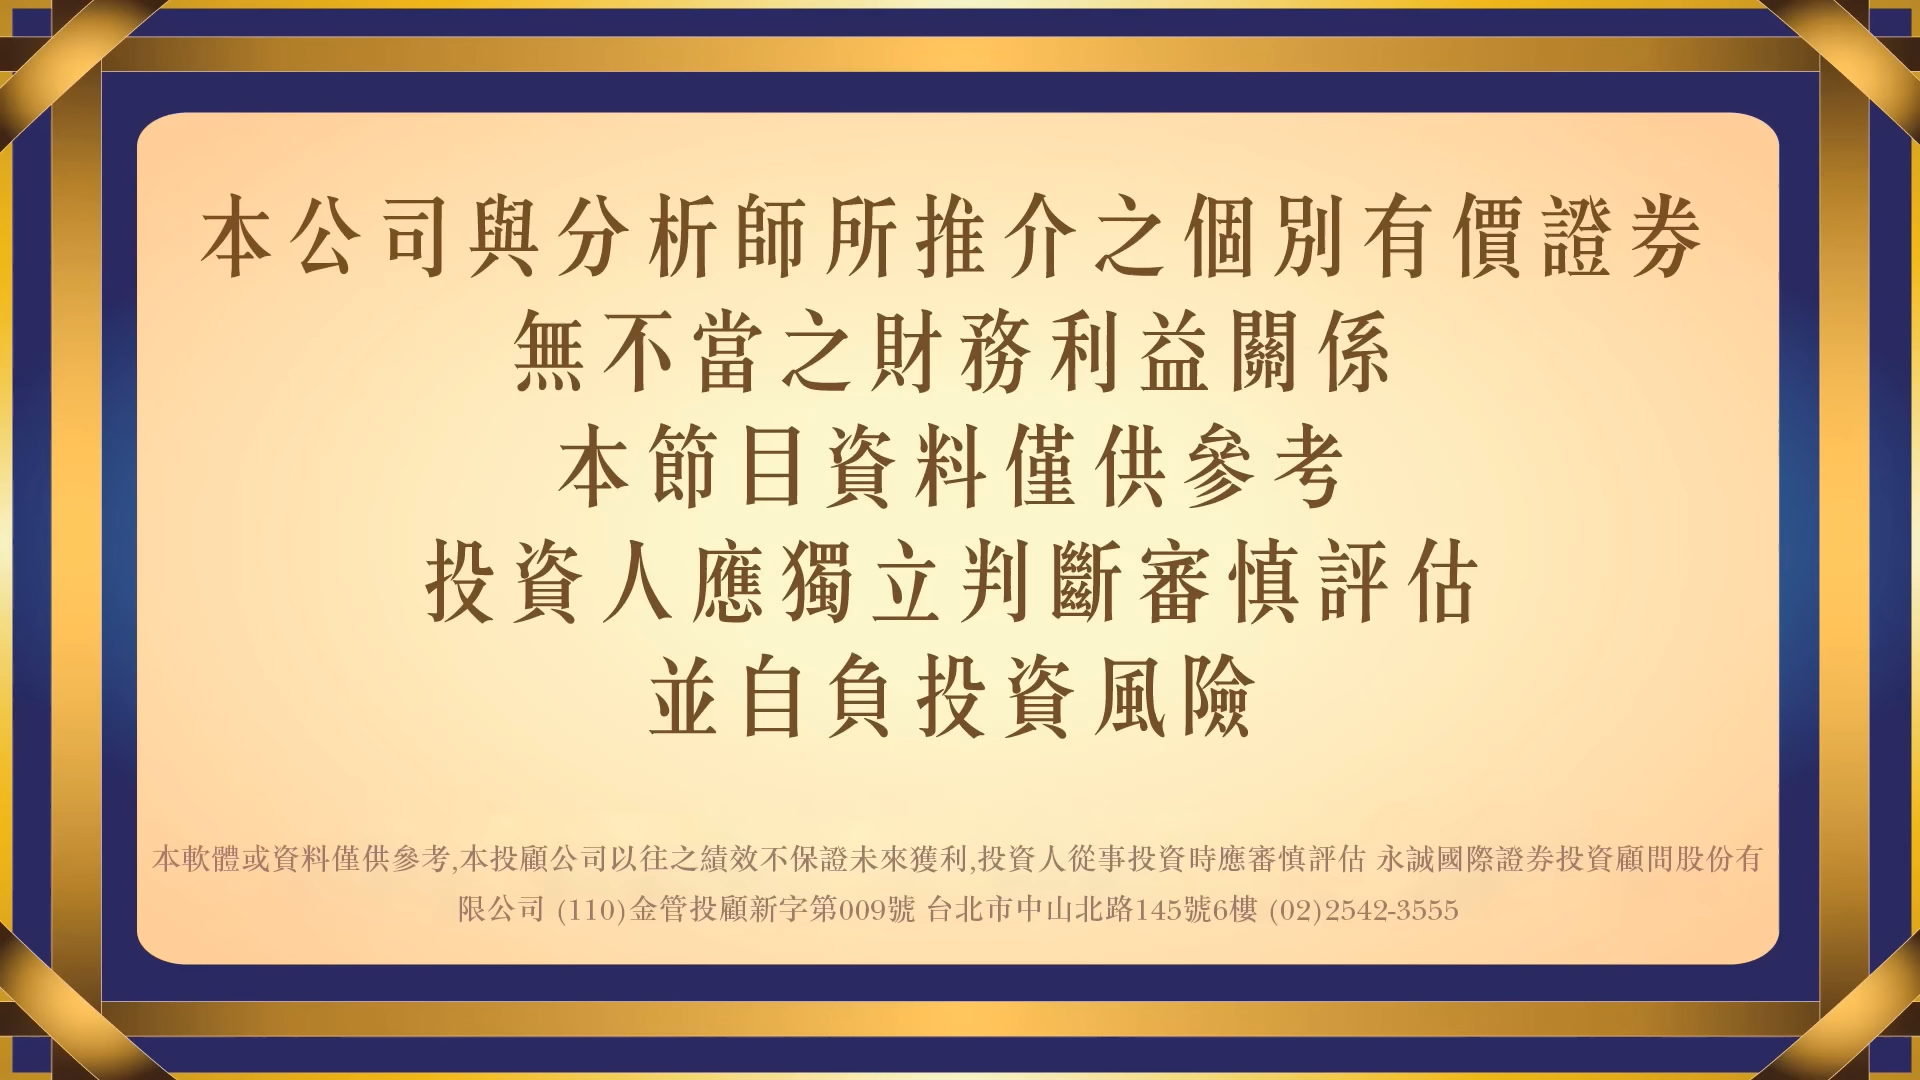 本公司與分析師所推介之個別有價證券
無不當之財務利益關係
本節目資料僅供參考
投資人應獨立判斷審慎評估
並自負投資風險
本軟體或資料僅供參考,本投顧公司以往之績效不保證未來獲利,投資人從事投資時應審慎評估 永誠國際證券投資顧問股份有
限公司 (110)金管投顧新字第009號 台北市中山北路145號6樓 (02)2542-3555